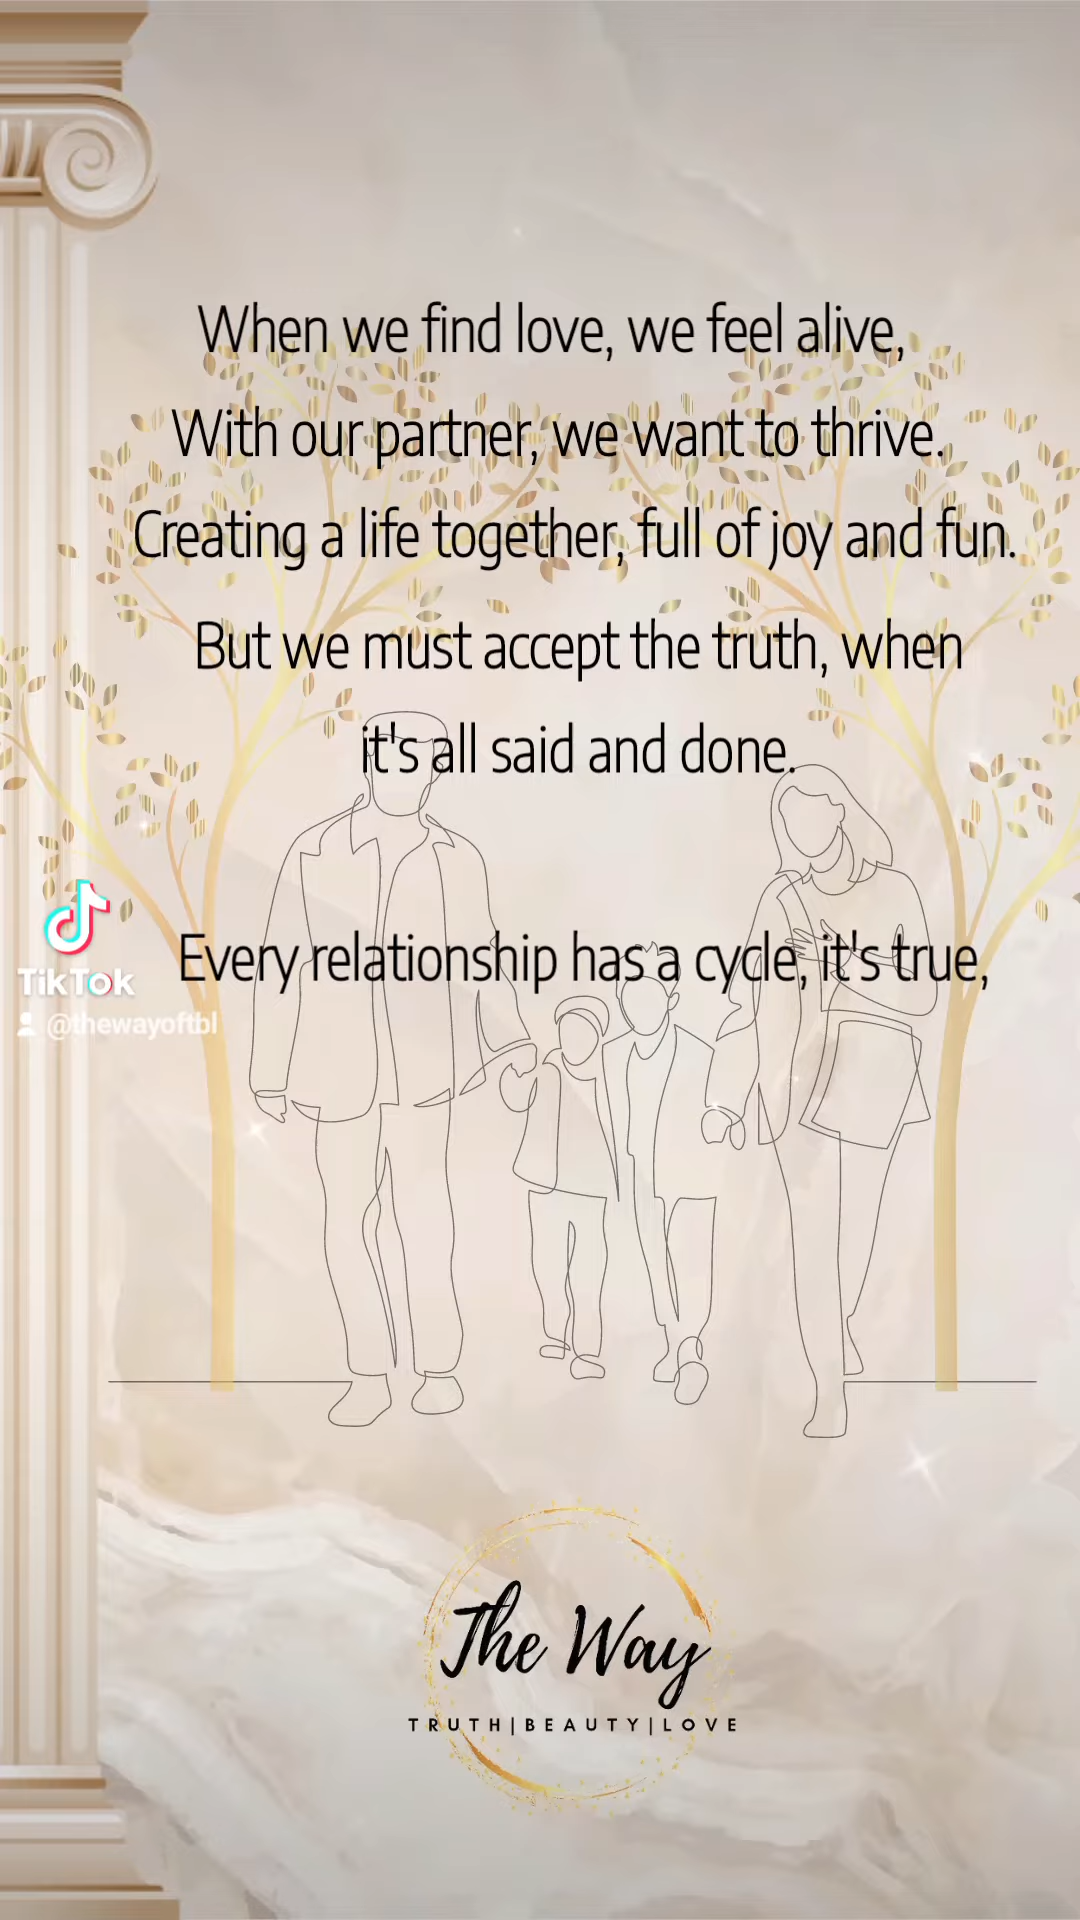 When we find love, we feel alive,
With our partner, we want to thrive.
Creating a life together, full of joy and fun.
But we must accept the truth, when
it's all said and done.
TikTok
@thewayoftbl
Every relationship has a cycle, it's true,
The Way
TRUTH|BEAUTY|LOVE